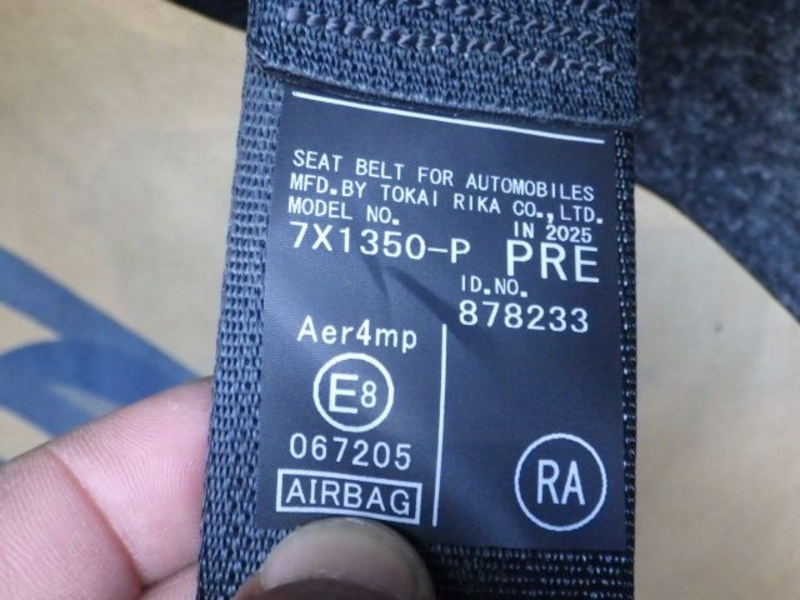 SEAT BELT FOR AUTOMOBILES
MFD.BY TOKAI RIKA CO.,LTD.
MODEL NO. IN 2025
7X1350-P PRE
ID.NO.
878233
Aer4mp
E8
067205
AIRBAG
RA